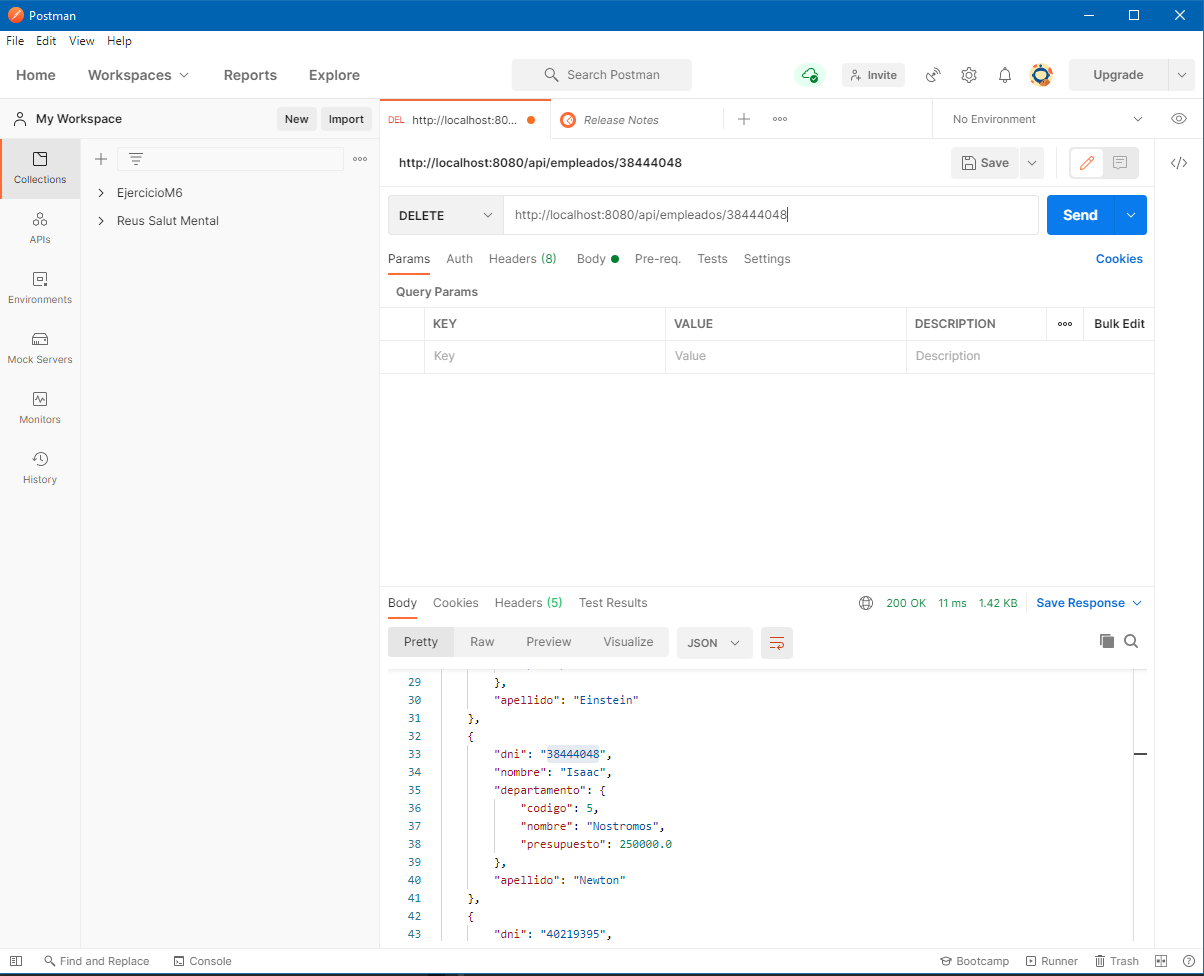 Postman
File Edit View Help
Home Workspaces Reports Explore Search Postman Invite Upgrade
My Workspace New Import
DEL http://localhost:80... Release Notes No Environment
Collections
APIs
Environments
Mock Servers
Monitors
History
EjercicioM6
Reus Salut Mental
http://localhost:8080/api/empleados/38444048 Save
DELETE http://localhost:8080/api/empleados/38444048 Send
Params Auth Headers (8) Body Pre-req. Tests Settings Cookies
Query Params
KEY VALUE DESCRIPTION Bulk Edit
Key Value Description
Body Cookies Headers (5) Test Results 200 OK 11 ms 1.42 KB Save Response
Pretty Raw Preview Visualize JSON
29 },
30 "apellido": "Einstein"
31 },
32 {
33 "dni": "38444048",
34 "nombre": "Isaac",
35 "departamento": {
36 "codigo": 5,
37 "nombre": "Nostromos",
38 "presupuesto": 250000.0
39 },
40 "apellido": "Newton"
41 },
42 {
43 "dni": "40219395",
Find and Replace Console Bootcamp Runner Trash